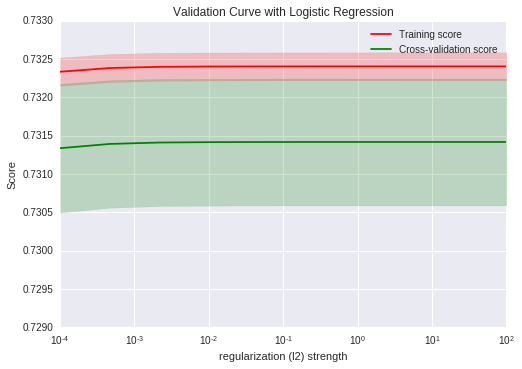 Validation Curve with Logistic Regression
Training score
Cross-validation score
Score
0.7330
0.7325
0.7320
0.7315
0.7310
0.7305
0.7300
0.7295
0.7290
10^-4 10^-3 10^-2 10^-1 10^0 10^1 10^2
regularization (l2) strength